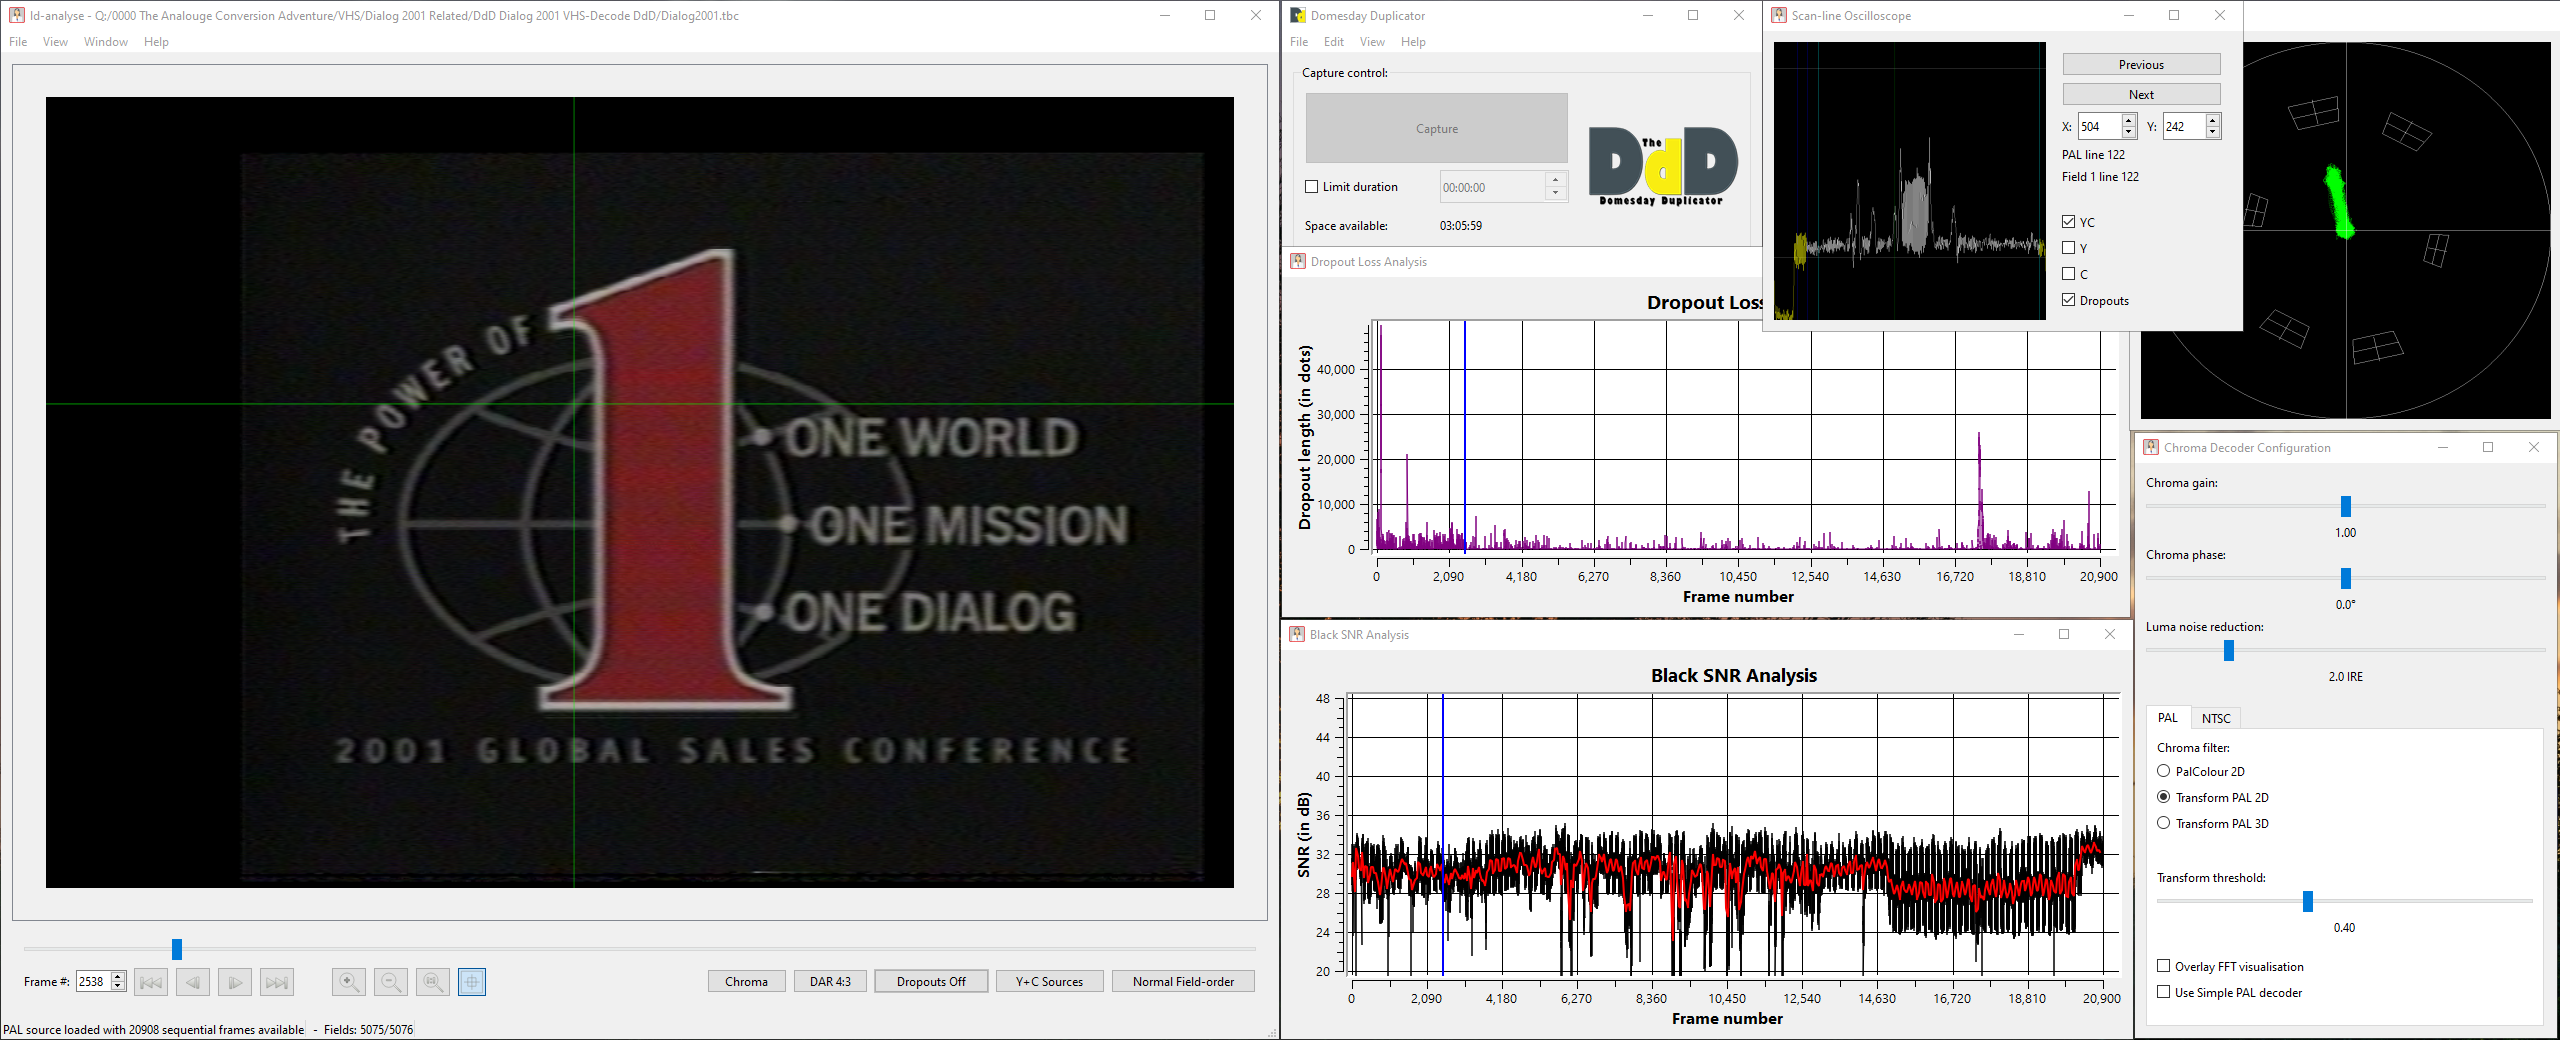 ld-analyse - Q:/0000 The Analouge Conversion Adventure/VHS/Dialog 2001 Related/DdD Dialog 2001 VHS-Decode DdD/Dialog2001.tbc
File View Window Help
THE POWER OF
1
ONE WORLD
ONE MISSION
ONE DIALOG
2001 GLOBAL SALES CONFERENCE
Frame #: 2538
Chroma DAR 4:3 Dropouts Off Y+C Sources Normal Field-order
PAL source loaded with 20908 sequential frames available - Fields: 5075/5076
Domesday Duplicator
File Edit View Help
Capture control:
Capture
Limit duration 00:00:00
Space available: 03:05:59
The
DdD
Domesday Duplicator
Scan-line Oscilloscope
Previous
Next
X: 504 Y: 242
PAL line 122
Field 1 line 122
YC
Y
C
Dropouts
Dropout Loss Analysis
Dropout Loss
Dropout length (in dots)
40,000
30,000
20,000
10,000
0
0 2,090 4,180 6,270 8,360 10,450 12,540 14,630 16,720 18,810 20,900
Frame number
Black SNR Analysis
Black SNR Analysis
SNR (in dB)
48
44
40
36
32
28
24
20
0 2,090 4,180 6,270 8,360 10,450 12,540 14,630 16,720 18,810 20,900
Frame number
Chroma Decoder Configuration
Chroma gain:
1.00
Chroma phase:
0.0°
Luma noise reduction:
2.0 IRE
PAL NTSC
Chroma filter:
PalColour 2D
Transform PAL 2D
Transform PAL 3D
Transform threshold:
0.40
Overlay FFT visualisation
Use Simple PAL decoder